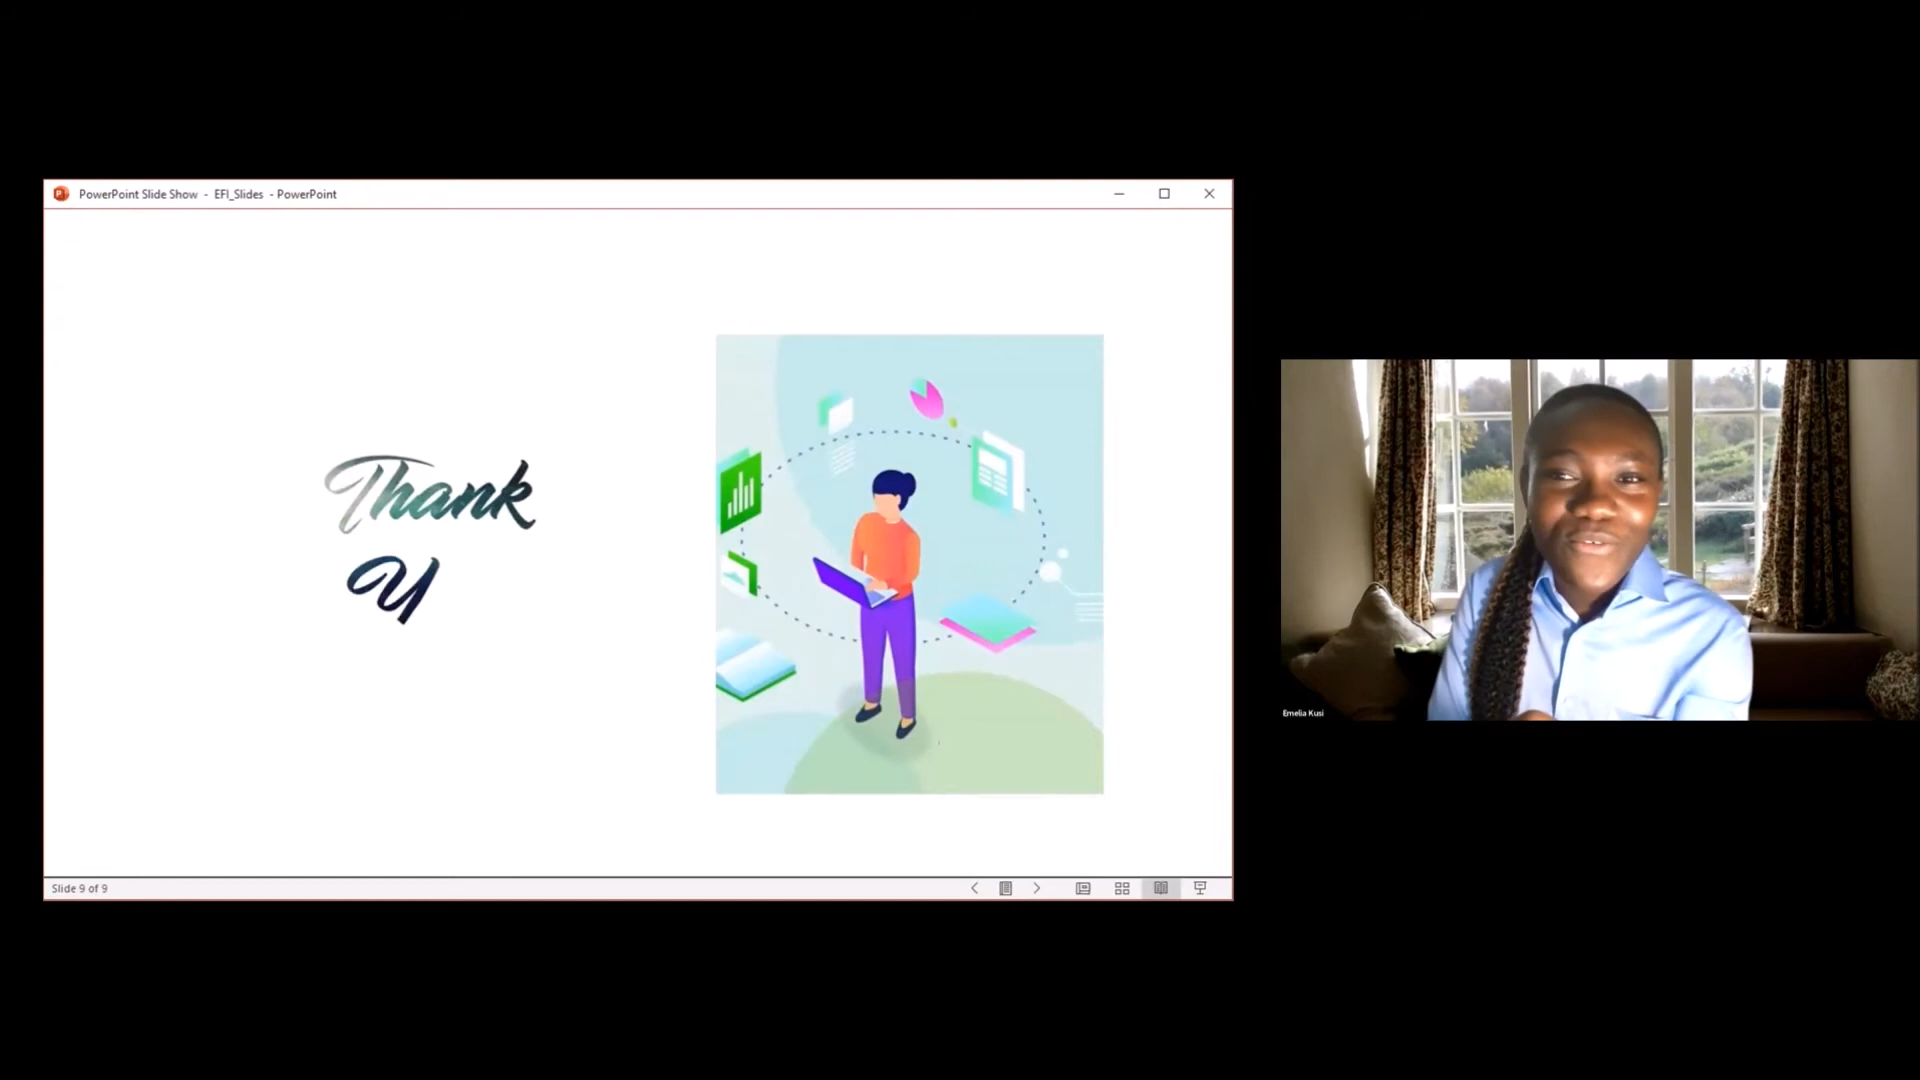 PowerPoint Slide Show - EFI_Slides - PowerPoint
Thank
Y
Slide 9 of 9
Emelia Kusi